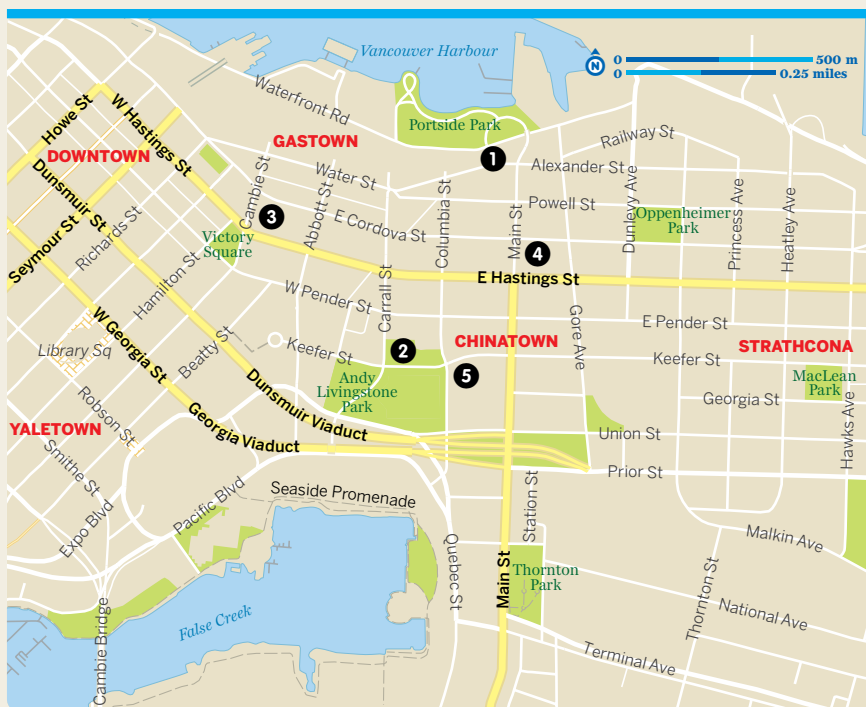 Vancouver Harbour
N
0
500 m
0
0.25 miles
Howe St
W Hastings St
Waterfront Rd
Portside Park
Railway St
DOWNTOWN
GASTOWN
1
Alexander St
Dunsmuir St
Water St
Powell St
Cambie St
Abbott St
Columbia St
Main St
Dunlevy Ave
Oppenheimer
Park
Princess Ave
Heatley Ave
Seymour St
Richards St
Victory
Square
3
E Cordova St
4
E Hastings St
Hamilton St
W Pender St
Carrall St
Gore Ave
E Pender St
W Georgia St
Library Sq
Beatty St
Keefer St
2
CHINATOWN
Keefer St
STRATHCONA
5
Andy
Livingstone
Park
MacLean
Park
Georgia St
Hawks Ave
Robson St
Dunsmuir Viaduct
YALETOWN
Georgia Viaduct
Union St
Smithe St
Prior St
Expo Blvd
Pacific Blvd
Seaside Promenade
Station St
Malkin Ave
Quebec St
Main St
Thornton
Park
Thornton St
National Ave
False Creek
Cambie Bridge
Terminal Ave